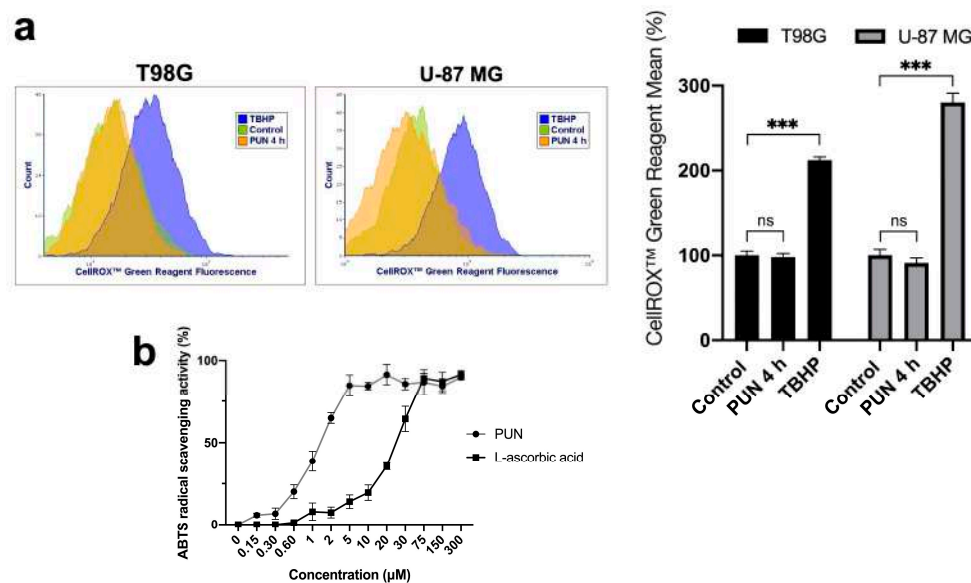 a
T98G
U-87 MG
TBHP
Control
PUN 4 h
Count
CellROX™ Green Reagent Fluorescence
TBHP
Control
PUN 4 h
Count
CellROX™ Green Reagent Fluorescence
T98G
U-87 MG
CellROX™ Green Reagent Mean (%)
300
200
100
0
***
***
ns
ns
Control
PUN 4 h
TBHP
Control
PUN 4 h
TBHP
b
ABTS radical scavenging activity (%)
100
50
0
PUN
L-ascorbic acid
0
0.15
0.30
0.60
1
2
5
10
20
30
75
150
300
Concentration (µM)